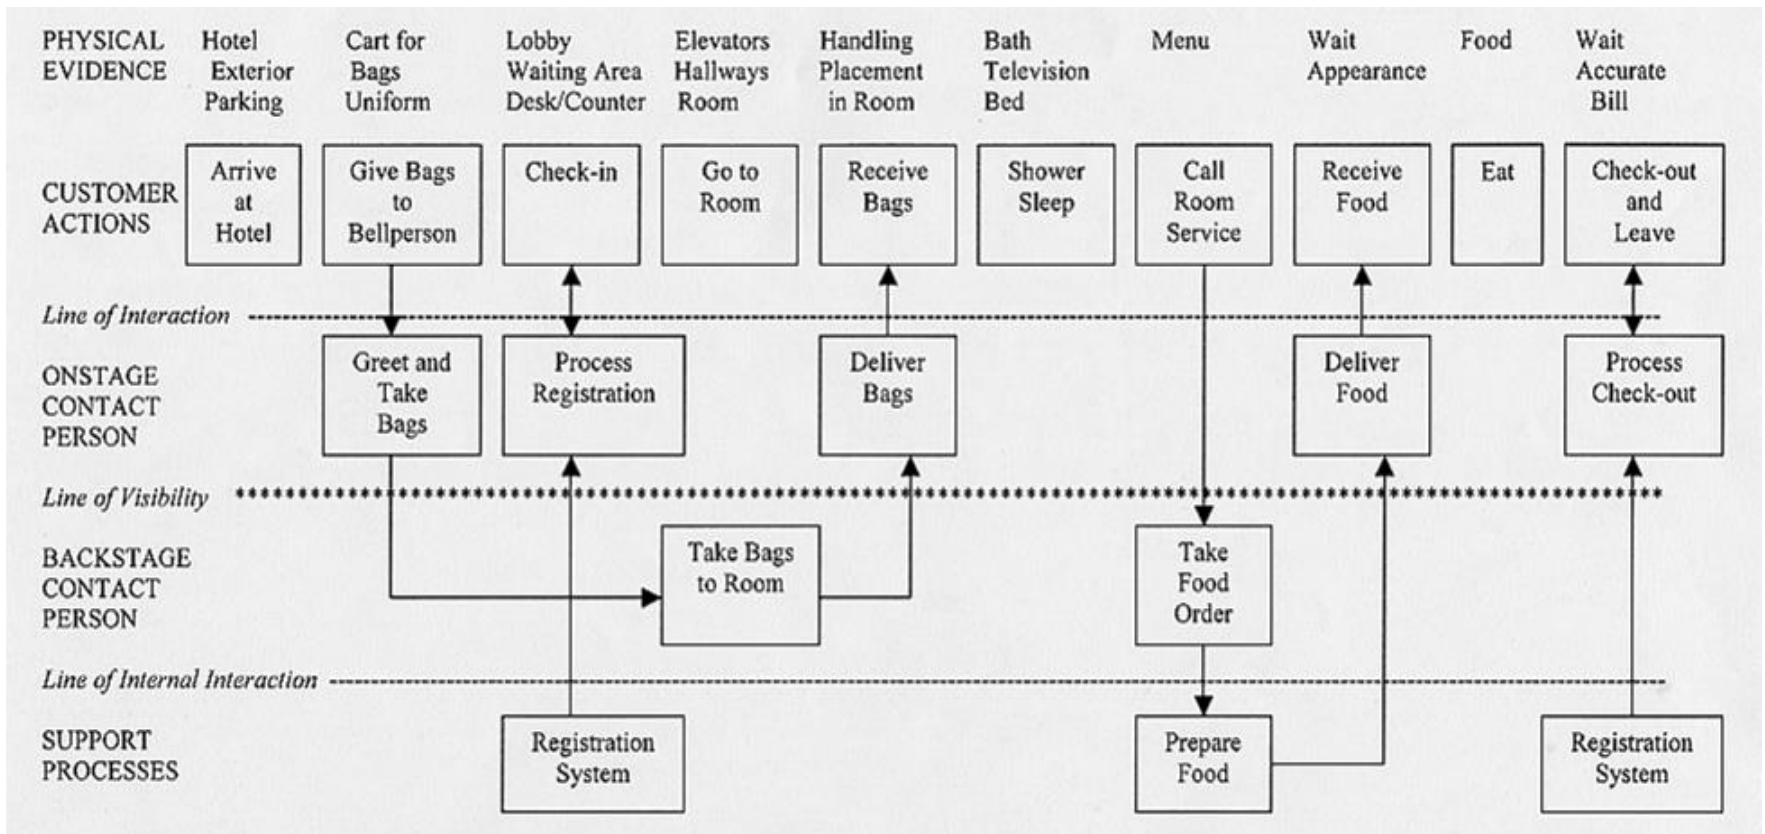 PHYSICAL EVIDENCE
Hotel Exterior Parking
Cart for Bags Uniform
Lobby Waiting Area Desk/Counter
Elevators Hallways Room
Handling Placement in Room
Bath Television Bed
Menu
Wait Appearance
Food
Wait Accurate Bill
CUSTOMER ACTIONS
Arrive at Hotel
Give Bags to Bellperson
Check-in
Go to Room
Receive Bags
Shower Sleep
Call Room Service
Receive Food
Eat
Check-out and Leave
Line of Interaction
ONSTAGE CONTACT PERSON
Greet and Take Bags
Process Registration
Deliver Bags
Deliver Food
Process Check-out
Line of Visibility
BACKSTAGE CONTACT PERSON
Take Bags to Room
Take Food Order
Line of Internal Interaction
SUPPORT PROCESSES
Registration System
Prepare Food
Registration System